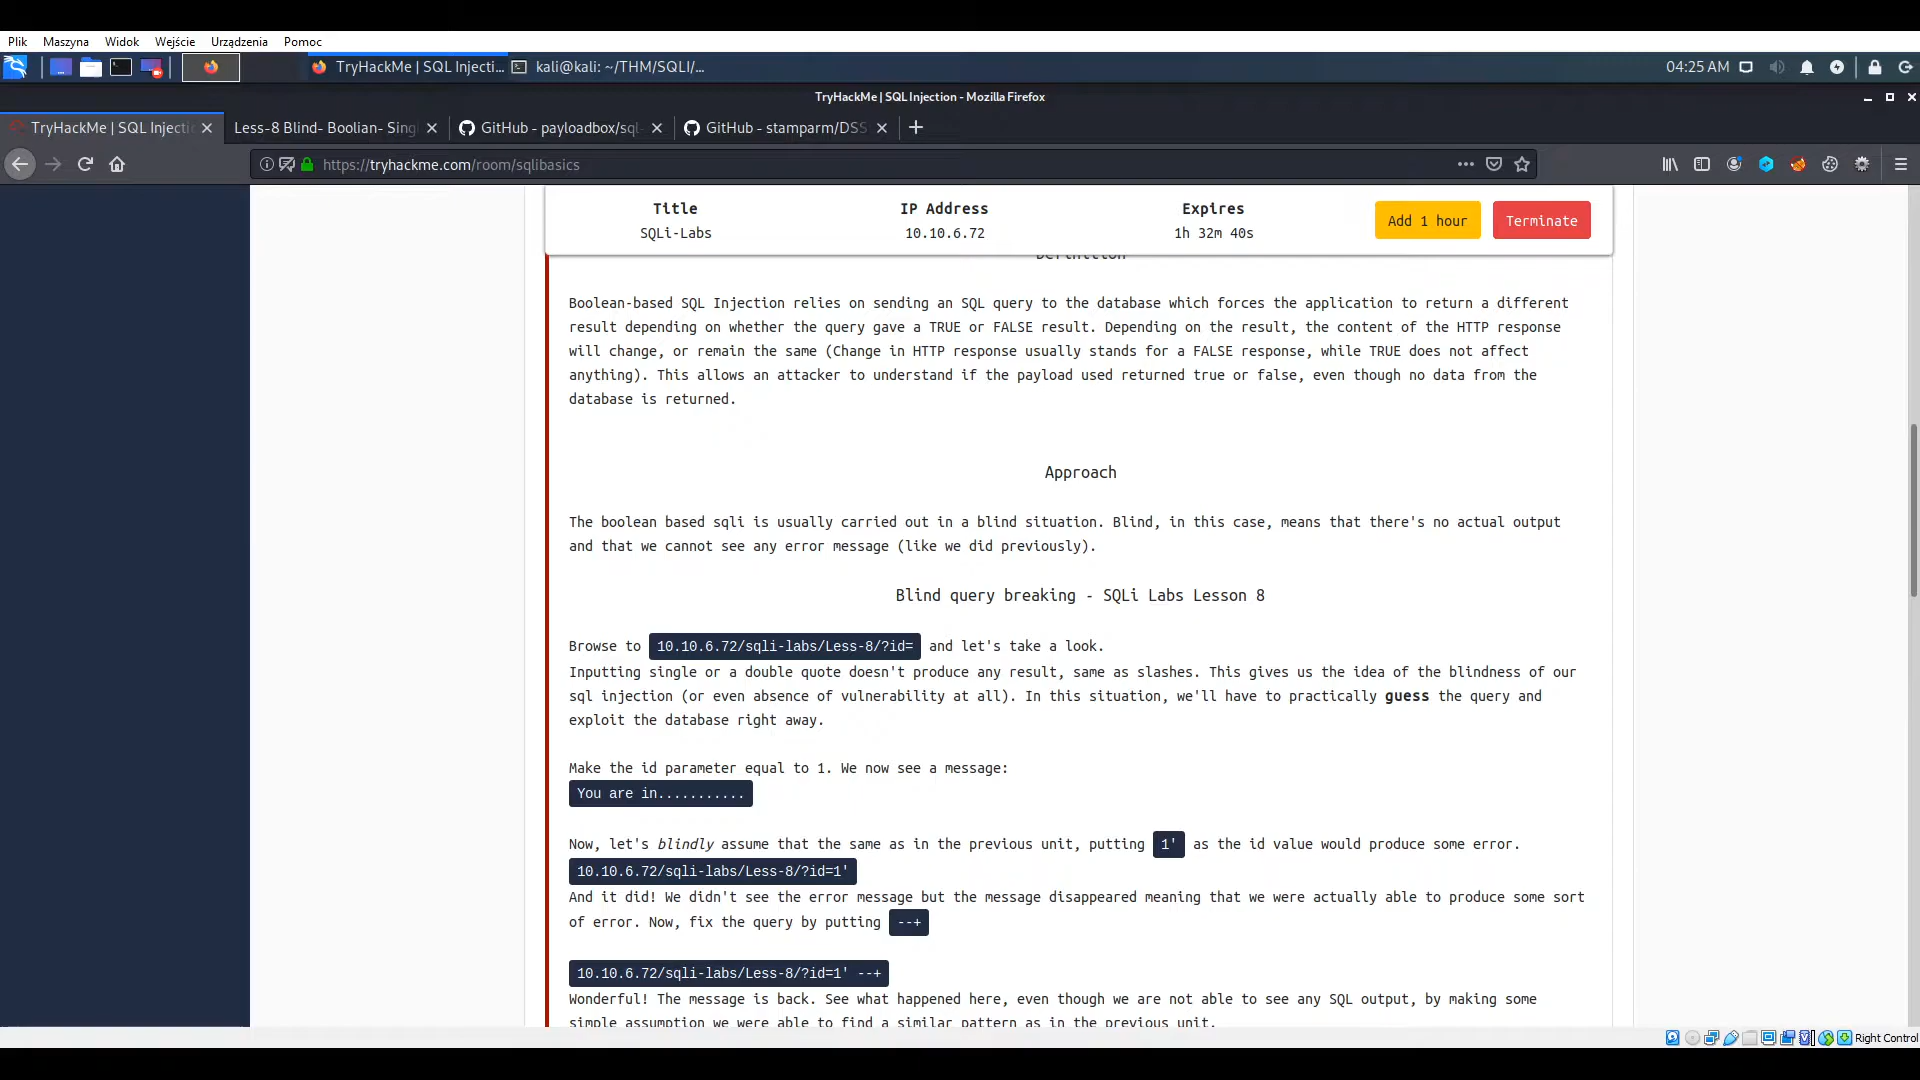 Plik Maszyna Widok Wejście Urządzenia Pomoc
TryHackMe | SQL Injecti... kali@kali: ~/THM/SQLI/... 04:25 AM
TryHackMe | SQL Injection - Mozilla Firefox
TryHackMe | SQL Injectio Less-8 Blind- Boolian- Sing GitHub - payloadbox/sql- GitHub - stamparm/DSS
https://tryhackme.com/room/sqlibasics
Title IP Address Expires
SQLi-Labs 10.10.6.72 1h 32m 40s
Add 1 hour Terminate
Definition
Boolean-based SQL Injection relies on sending an SQL query to the database which forces the application to return a different
result depending on whether the query gave a TRUE or FALSE result. Depending on the result, the content of the HTTP response
will change, or remain the same (Change in HTTP response usually stands for a FALSE response, while TRUE does not affect
anything). This allows an attacker to understand if the payload used returned true or false, even though no data from the
database is returned.
Approach
The boolean based sqli is usually carried out in a blind situation. Blind, in this case, means that there's no actual output
and that we cannot see any error message (like we did previously).
Blind query breaking - SQLi Labs Lesson 8
Browse to 10.10.6.72/sqli-labs/Less-8/?id= and let's take a look.
Inputting single or a double quote doesn't produce any result, same as slashes. This gives us the idea of the blindness of our
sql injection (or even absence of vulnerability at all). In this situation, we'll have to practically guess the query and
exploit the database right away.
Make the id parameter equal to 1. We now see a message:
You are in...........
Now, let's blindly assume that the same as in the previous unit, putting 1' as the id value would produce some error.
10.10.6.72/sqli-labs/Less-8/?id=1'
And it did! We didn't see the error message but the message disappeared meaning that we were actually able to produce some sort
of error. Now, fix the query by putting --+
10.10.6.72/sqli-labs/Less-8/?id=1' --+
Wonderful! The message is back. See what happened here, even though we are not able to see any SQL output, by making some
simple assumption we were able to find a similar pattern as in the previous unit.
Right Control